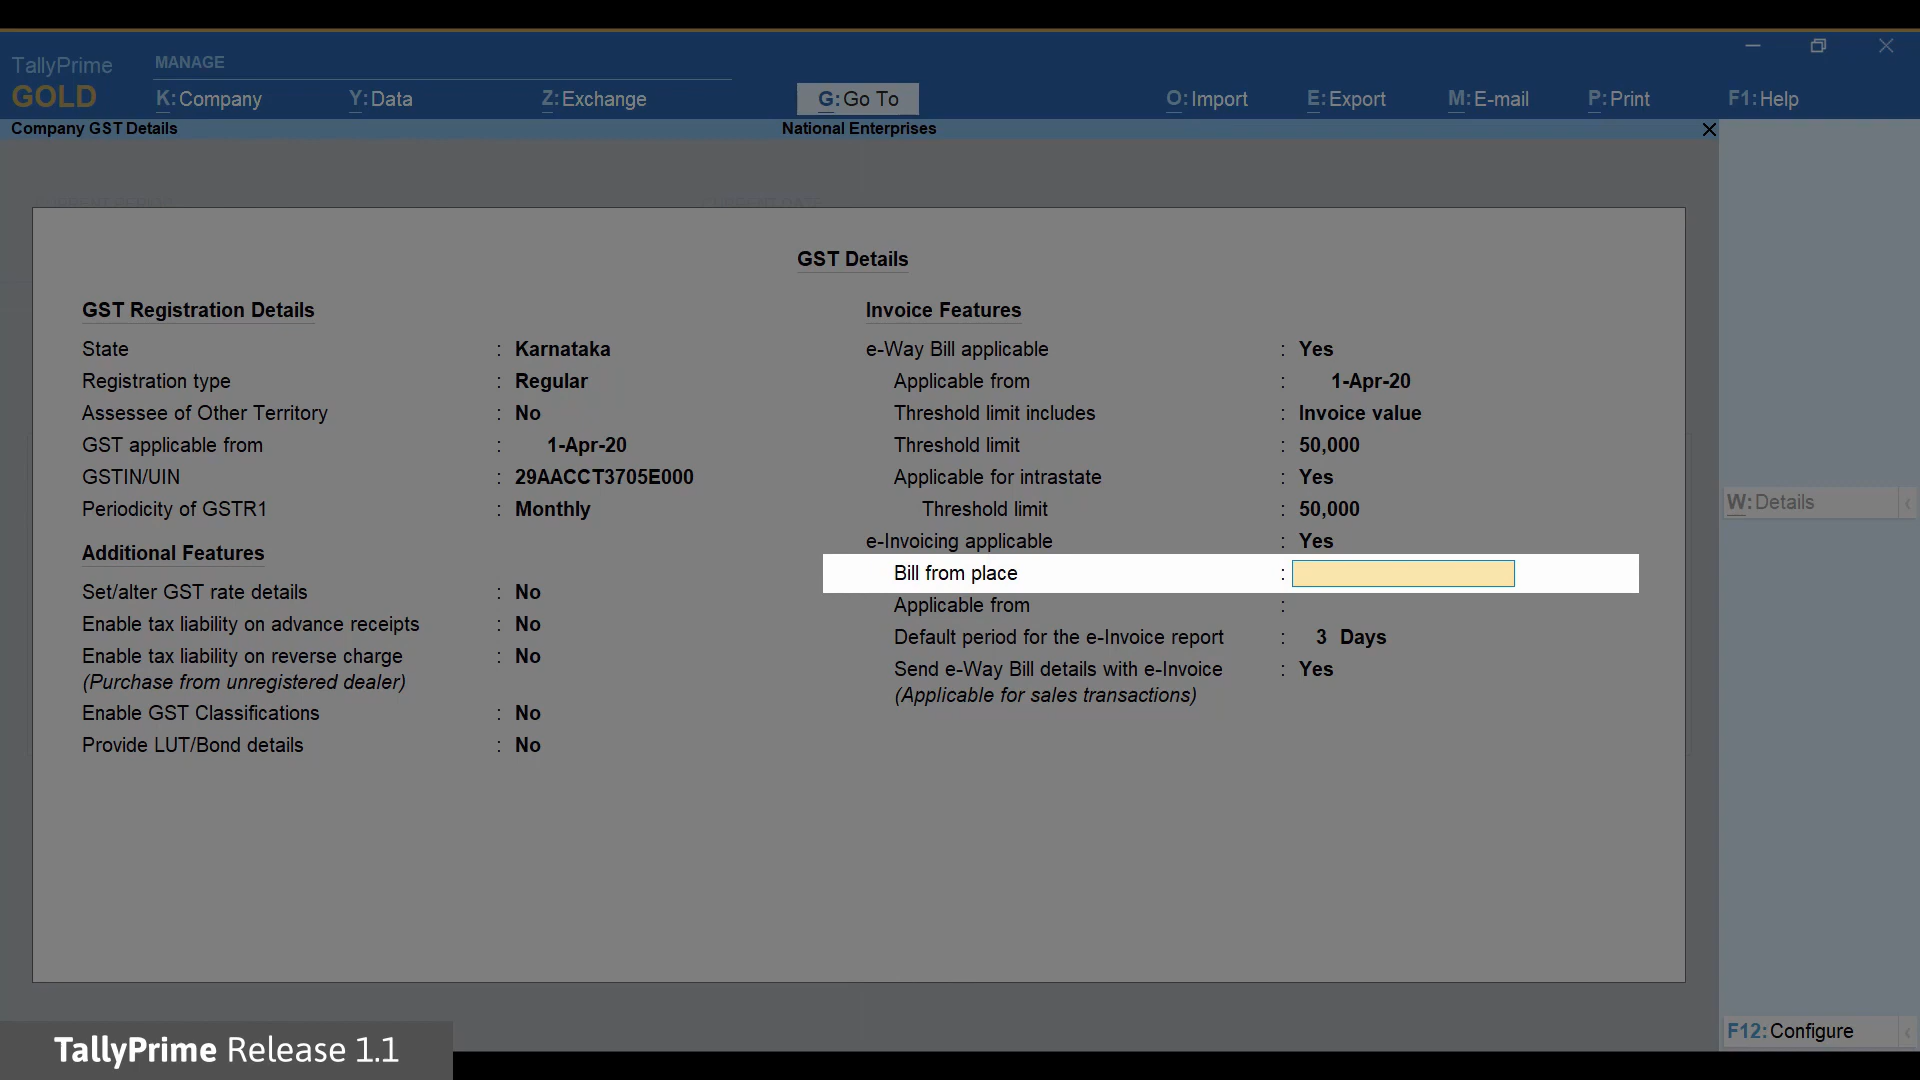 TallyPrime
GOLD
MANAGE
K:Company
Y:Data
Z:Exchange
G:Go To
O:Import
E:Export
M:E-mail
P:Print
F1:Help
Company GST Details
National Enterprises
GST Details
GST Registration Details
State : Karnataka
Registration type : Regular
Assessee of Other Territory : No
GST applicable from : 1-Apr-20
GSTIN/UIN : 29AACCT3705E000
Periodicity of GSTR1 : Monthly
Additional Features
Set/alter GST rate details : No
Enable tax liability on advance receipts : No
Enable tax liability on reverse charge : No
(Purchase from unregistered dealer)
Enable GST Classifications : No
Provide LUT/Bond details : No
Invoice Features
e-Way Bill applicable : Yes
Applicable from : 1-Apr-20
Threshold limit includes : Invoice value
Threshold limit : 50,000
Applicable for intrastate : Yes
Threshold limit : 50,000
e-Invoicing applicable : Yes
Bill from place :
Applicable from :
Default period for the e-Invoice report : 3 Days
Send e-Way Bill details with e-Invoice : Yes
(Applicable for sales transactions)
W:Details
F12:Configure
TallyPrime Release 1.1